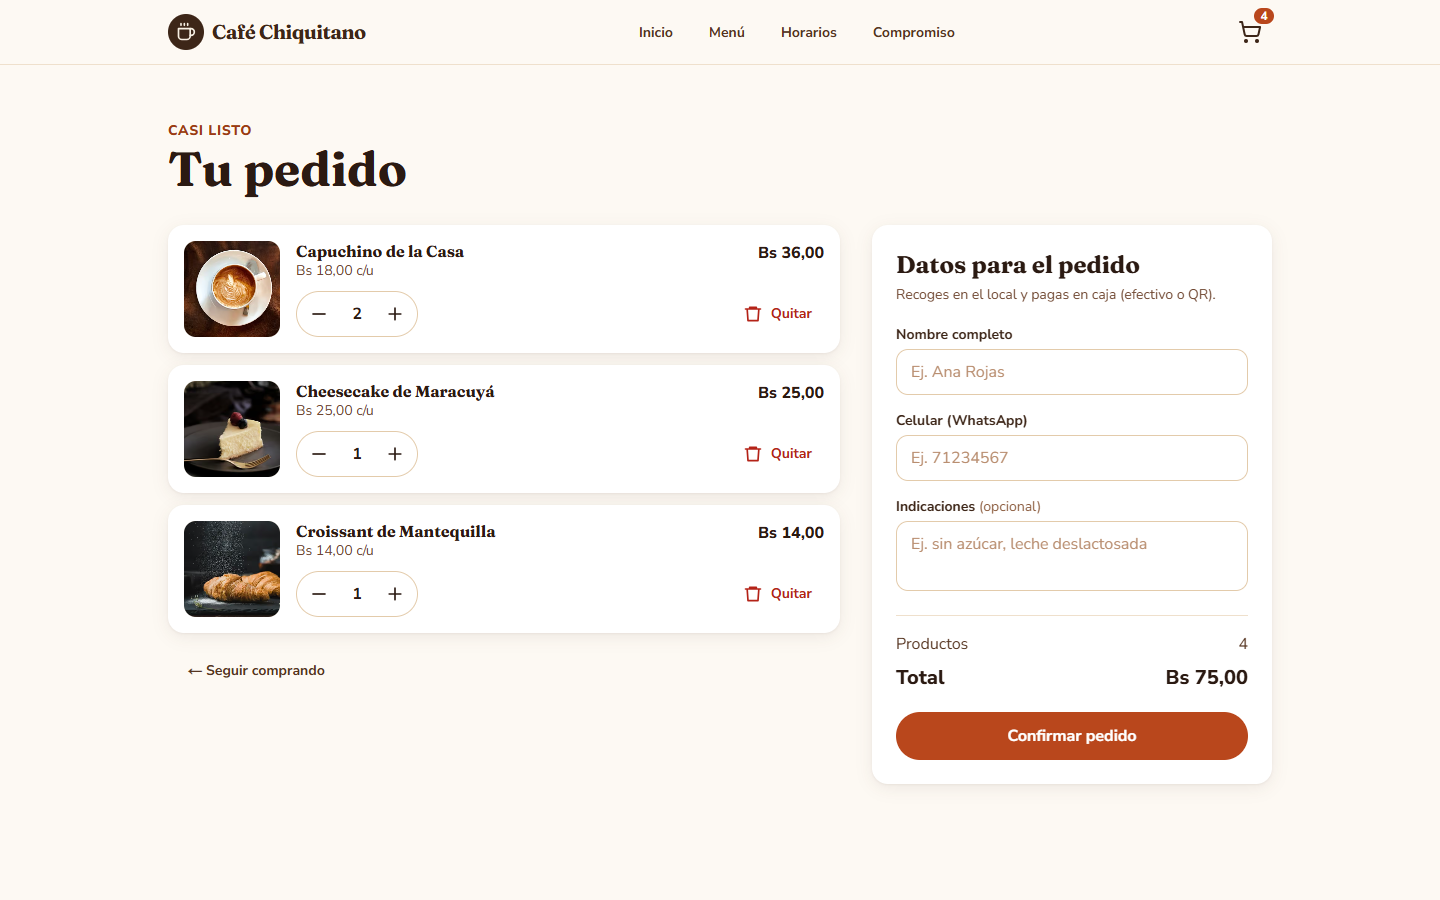 Café Chiquitano
Inicio
Menú
Horarios
Compromiso
4
CASI LISTO
Tu pedido
Capuchino de la Casa
Bs 36,00
Bs 18,00 c/u
2
Quitar
Cheesecake de Maracuyá
Bs 25,00
Bs 25,00 c/u
1
Quitar
Croissant de Mantequilla
Bs 14,00
Bs 14,00 c/u
1
Quitar
← Seguir comprando
Datos para el pedido
Recoges en el local y pagas en caja (efectivo o QR).
Nombre completo
Ej. Ana Rojas
Celular (WhatsApp)
Ej. 71234567
Indicaciones (opcional)
Ej. sin azúcar, leche deslactosada
Productos 4
Total Bs 75,00
Confirmar pedido